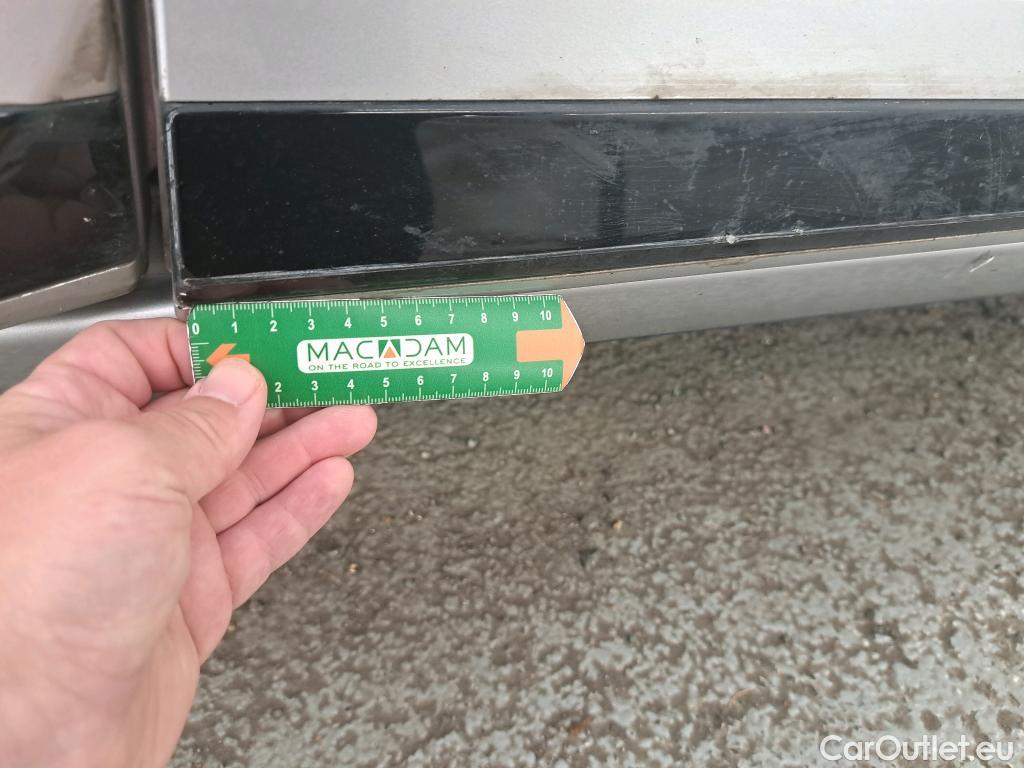 0 1 2 3 4 5 6 7 8 9 10
MACADAM
ON THE ROAD TO EXCELLENCE
2 3 4 5 6 7 8 9 10
CarOutlet.eu